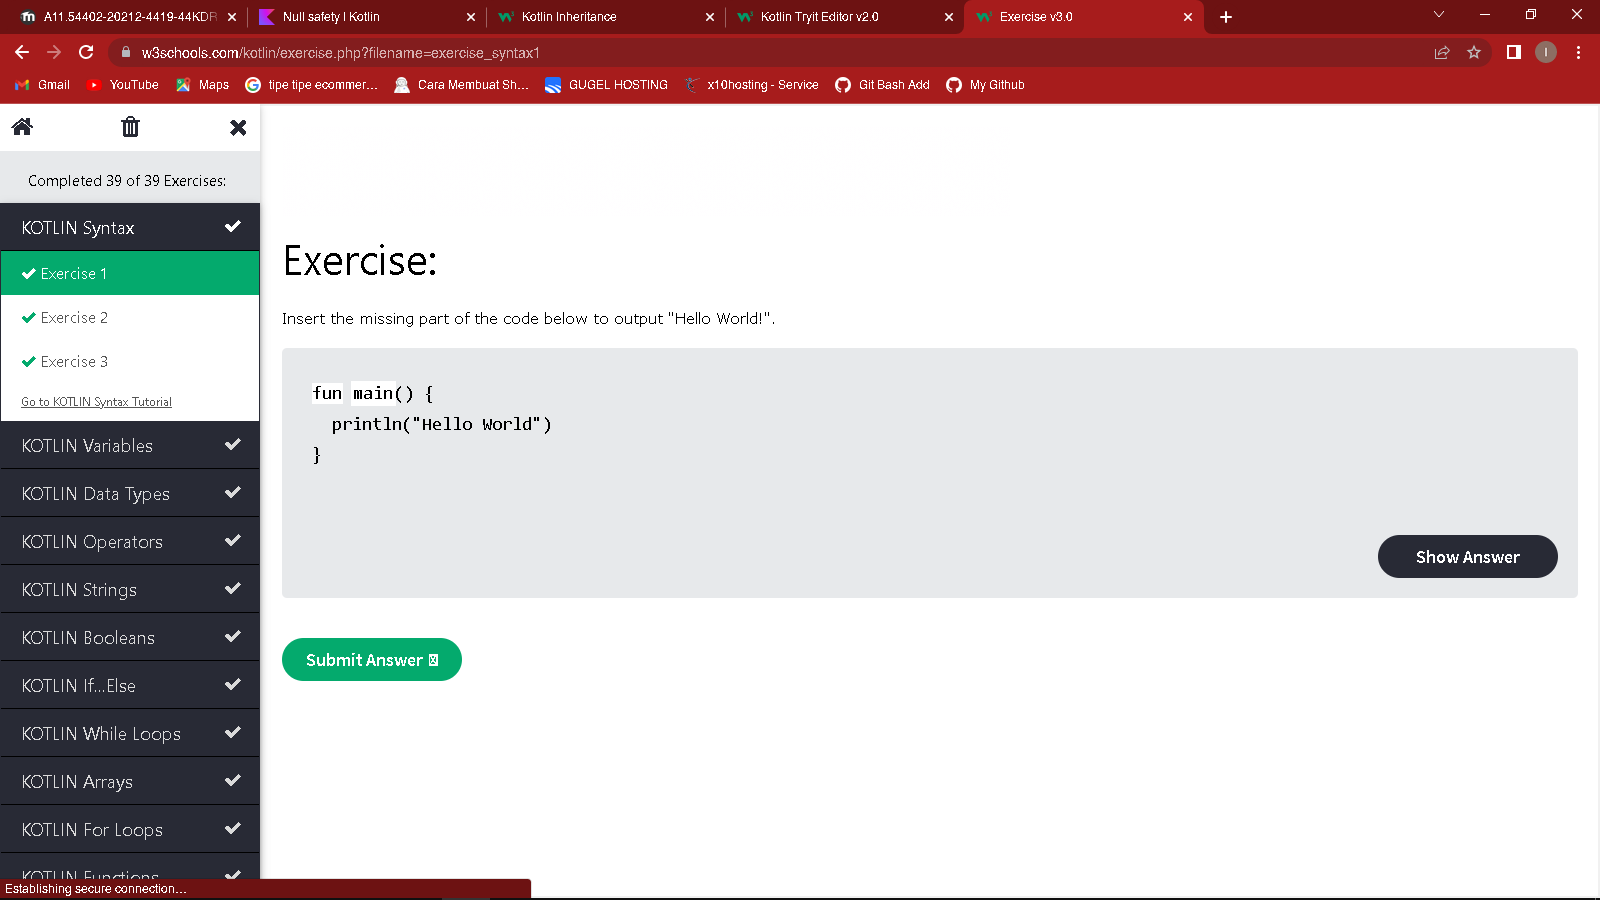 A11.54402-20212-4419-44KDR
Null safety | Kotlin
Kotlin Inheritance
Kotlin Tryit Editor v2.0
Exercise v3.0
w3schools.com/kotlin/exercise.php?filename=exercise_syntax1
I
Gmail
YouTube
Maps
tipe tipe ecommer...
Cara Membuat Sh...
GUGEL HOSTING
x10hosting - Service
Git Bash Add
My Github
Completed 39 of 39 Exercises:
KOTLIN Syntax
Exercise 1
Exercise 2
Exercise 3
Go to KOTLIN Syntax Tutorial
KOTLIN Variables
KOTLIN Data Types
KOTLIN Operators
KOTLIN Strings
KOTLIN Booleans
KOTLIN If...Else
KOTLIN While Loops
KOTLIN Arrays
KOTLIN For Loops
KOTLIN Functions
Establishing secure connection...
Exercise:
Insert the missing part of the code below to output "Hello World!".
fun main() {
  println("Hello World")
}
Show Answer
Submit Answer